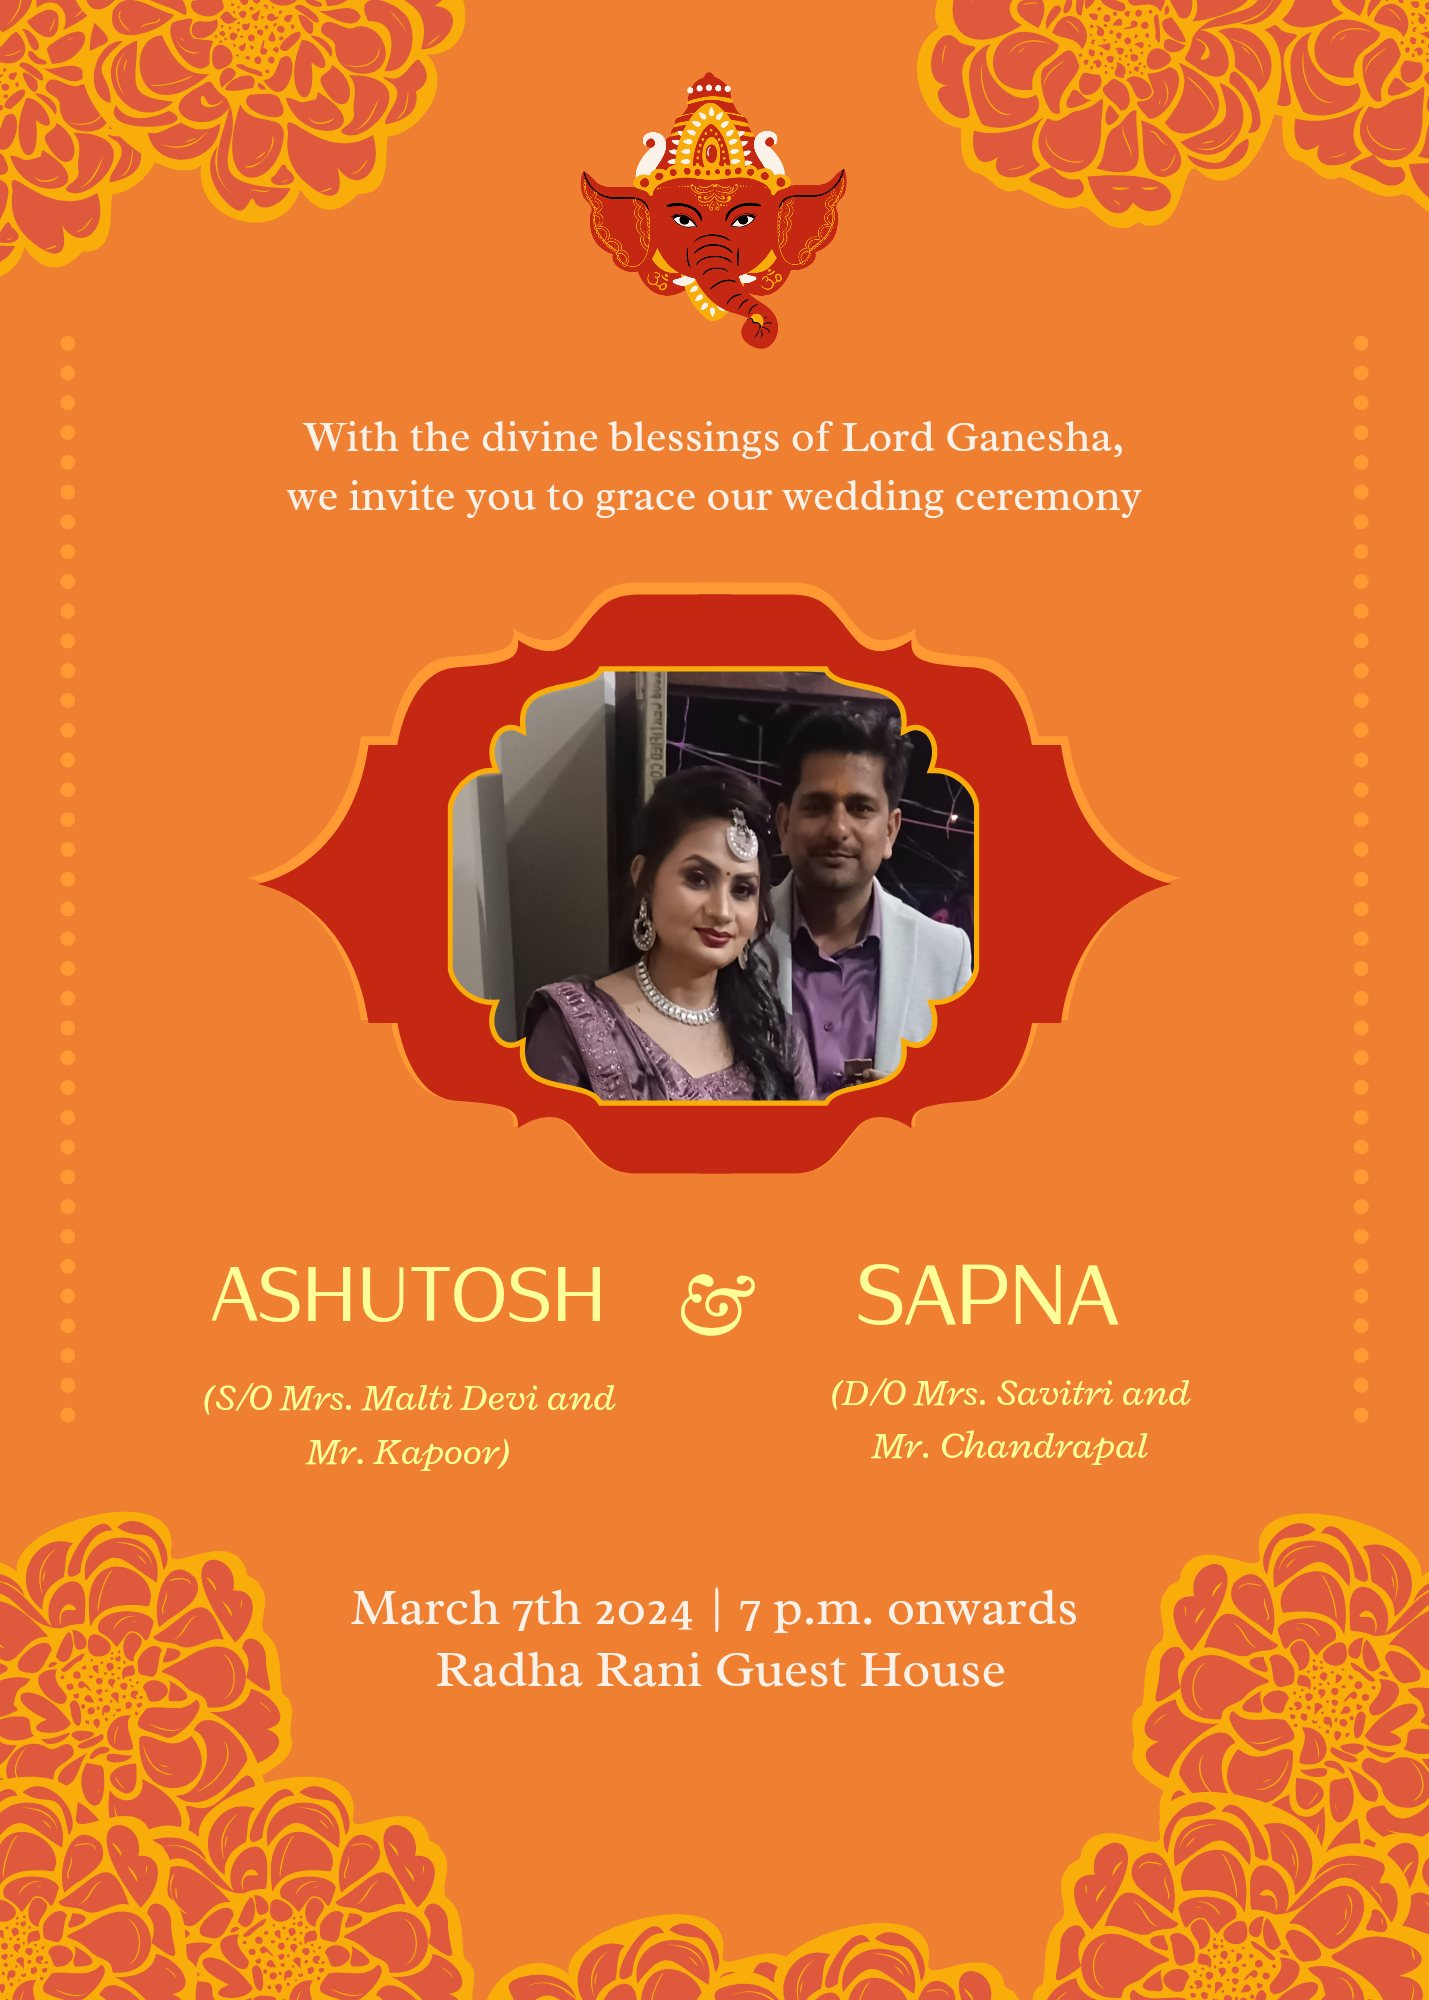 With the divine blessings of Lord Ganesha,
we invite you to grace our wedding ceremony
ASHUTOSH & SAPNA
(S/O Mrs. Malti Devi and
Mr. Kapoor)
(D/O Mrs. Savitri and
Mr. Chandrapal
March 7th 2024 | 7 p.m. onwards
Radha Rani Guest House